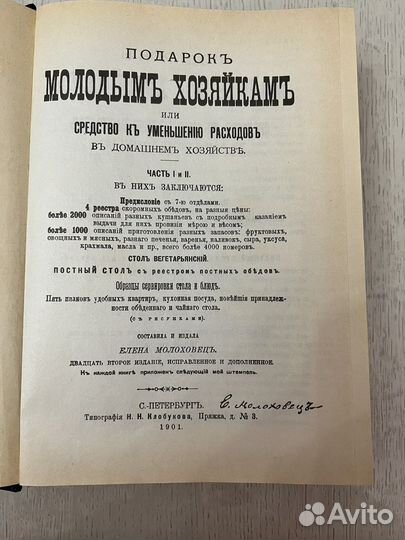 ПОДАРОКЪ
МОЛОДЫМЪ ХОЗЯЙКАМЪ
ИЛИ
СРЕДСТВО КЪ УМЕНЬШЕНІЮ РАСХОДОВЪ
ВЪ ДОМАШНЕМЪ ХОЗЯЙСТВѢ.
ЧАСТЬ I и II.
ВЪ НИХЪ ЗАКЛЮЧАЮТСЯ:
Предисловіе съ 7-ю отдѣлами.
4 реестра скоромныхъ обѣдовъ, на разныя цѣны:
болѣе 2000 описаній разныхъ кушаньевъ съ подробнымъ казаніемъ
выдачи для нихъ провизіи мѣрою и вѣсомъ;
болѣе 1000 описаній приготовленія разныхъ запасовъ: фруктовыхъ,
овощныхъ и мясныхъ, разнаго печенья, варенья, наливокъ, сыра, уксуса,
крахмала, масла и пр., всего болѣе 4000 номеровъ.
СТОЛЪ ВЕГЕТАРЬЯНСКІЙ.
ПОСТНЫЙ СТОЛЪ съ реестромъ постныхъ обѣдовъ.
Образцы сервировки стола и блюдъ.
Пять плановъ удобныхъ квартиръ, кухонная посуда, новѣйшія принадлеж-
ности обѣденнаго и чайнаго стола.
(СЪ РИСУНКАМИ).
СОСТАВИЛА И ИЗДАЛА
ЕЛЕНА МОЛОХОВЕЦЪ.
ДВАДЦАТЬ ВТОРОЕ ИЗДАНІЕ, ИСПРАВЛЕННОЕ И ДОПОЛНЕННОЕ.
Къ каждой книгѣ приложенъ слѣдующій мой штемпель.
С.-ПЕТЕРБУРГЪ. Е. Молоховецъ
Типографія Н. Н. Клобукова, Пряжка, д. № 3.
1901.
Avito